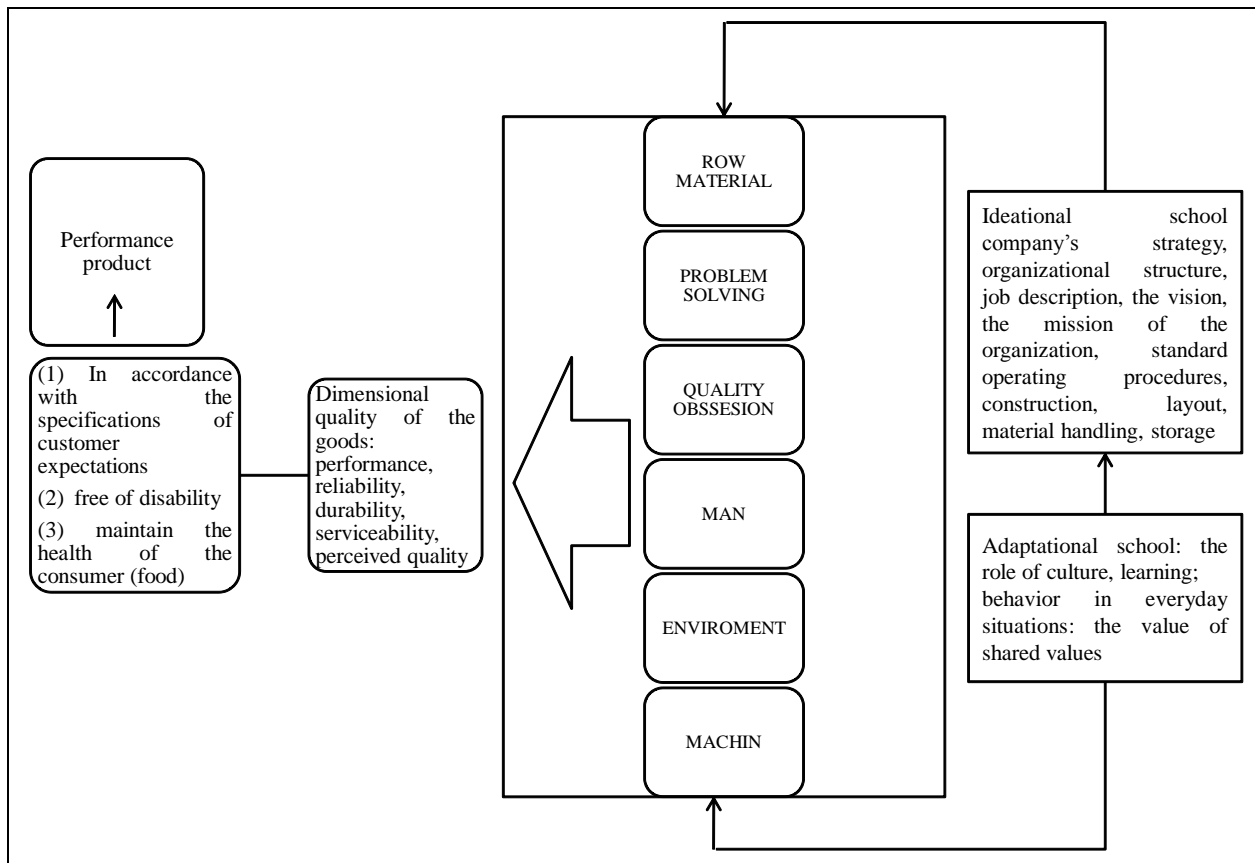 Performance
product
(1) In accordance
with the
specifications of
customer
expectations
(2) free of disability
(3) maintain the
health of the
consumer (food)
Dimensional
quality of the
goods:
performance,
reliability,
durability,
serviceability,
perceived quality
ROW
MATERIAL
PROBLEM
SOLVING
QUALITY
OBSSESION
MAN
ENVIROMENT
MACHIN
Ideational school
company’s strategy,
organizational structure,
job description, the vision,
the mission of the
organization, standard
operating procedures,
construction, layout,
material handling, storage
Adaptational school: the
role of culture, learning;
behavior in everyday
situations: the value of
shared values